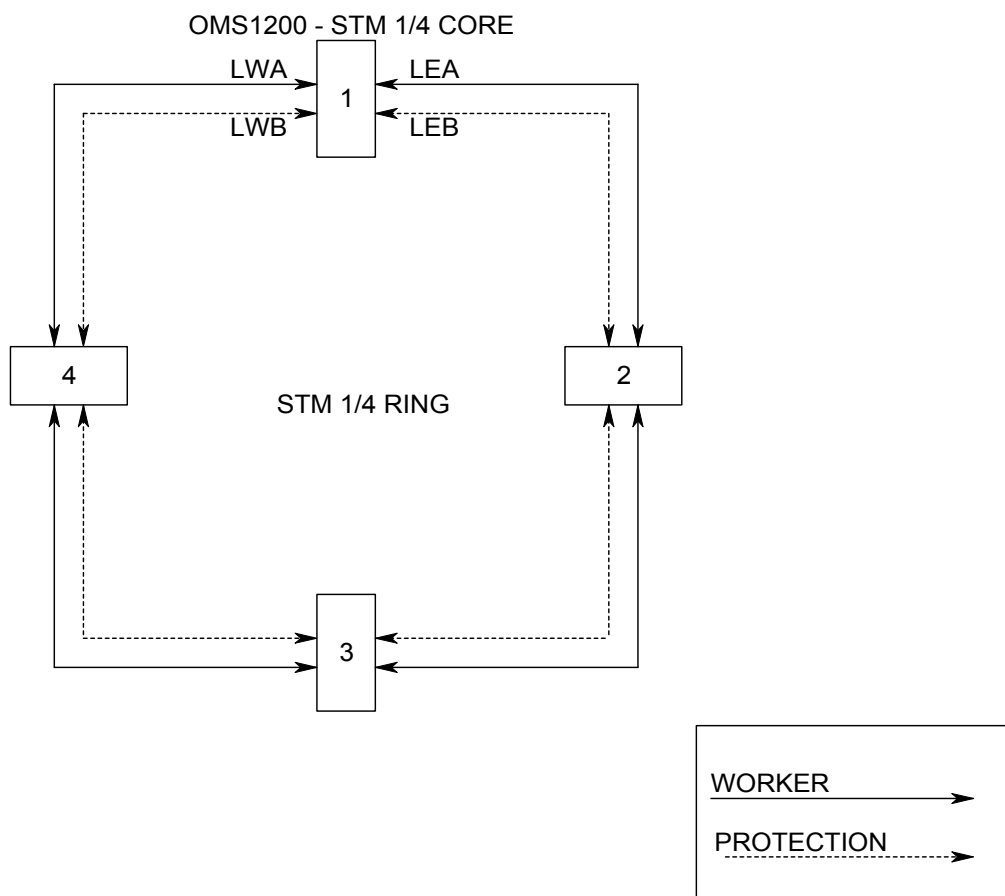 OMS1200 - STM 1/4 CORE
LWA
LEA
1
LWB
LEB
4
2
STM 1/4 RING
3
WORKER
PROTECTION